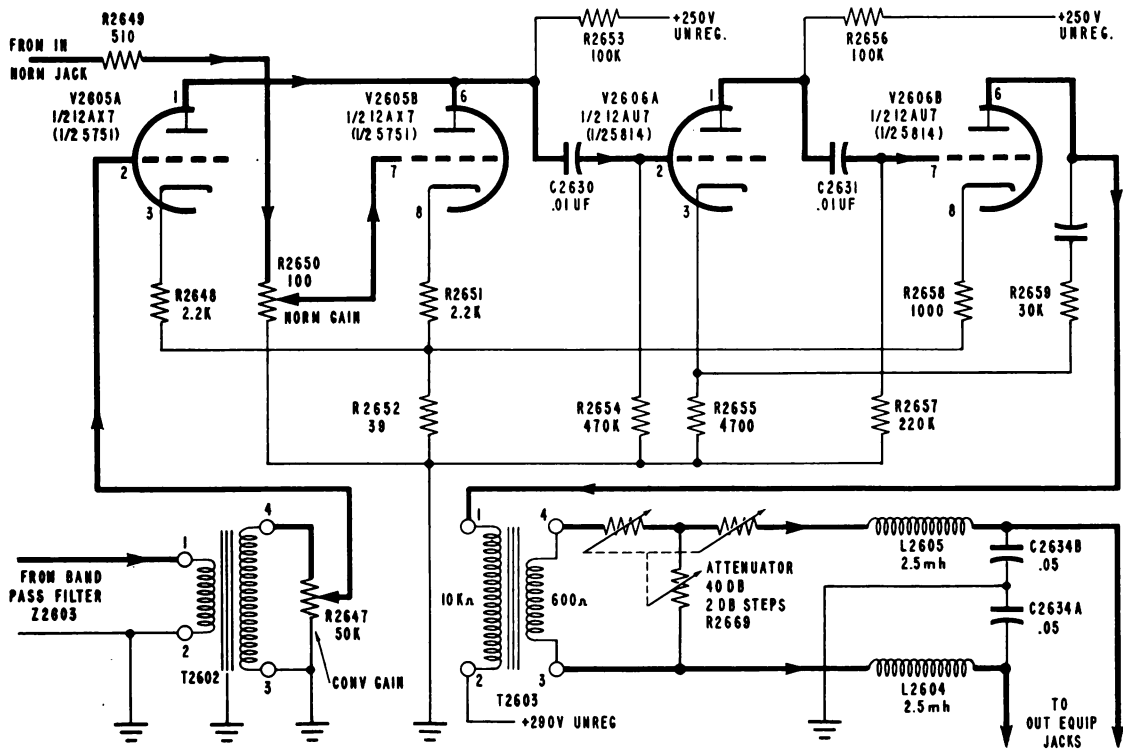 R2649
510
FROM IN
NORM JACK
+250V
UNREG.
R2653
100K
R2656
100K
+250V
UNREG.
V2605A
1/2 12AX7
(1/2 5751)
1
2
3
V2605B
1/2 12AX7
(1/2 5751)
6
7
8
V2606A
1/2 12AU7
(1/2 5814)
1
2
3
V2606B
1/2 12AU7
(1/2 5814)
6
7
8
C2630
.01UF
C2631
.01UF
R2648
2.2K
R2650
100
NORM GAIN
R2651
2.2K
R2658
1000
R2659
30K
R2652
39
R2654
470K
R2655
4700
R2657
220K
1
FROM BAND
PASS FILTER
Z2603
2
T2602
4
3
R2647
50K
CONV GAIN
1
2
10KΩ
T2603
+290V UNREG
4
3
600Ω
ATTENUATOR
40 DB
2 DB STEPS
R2669
L2605
2.5mh
C2634B
.05
C2634A
.05
L2604
2.5mh
TO
OUT EQUIP
JACKS